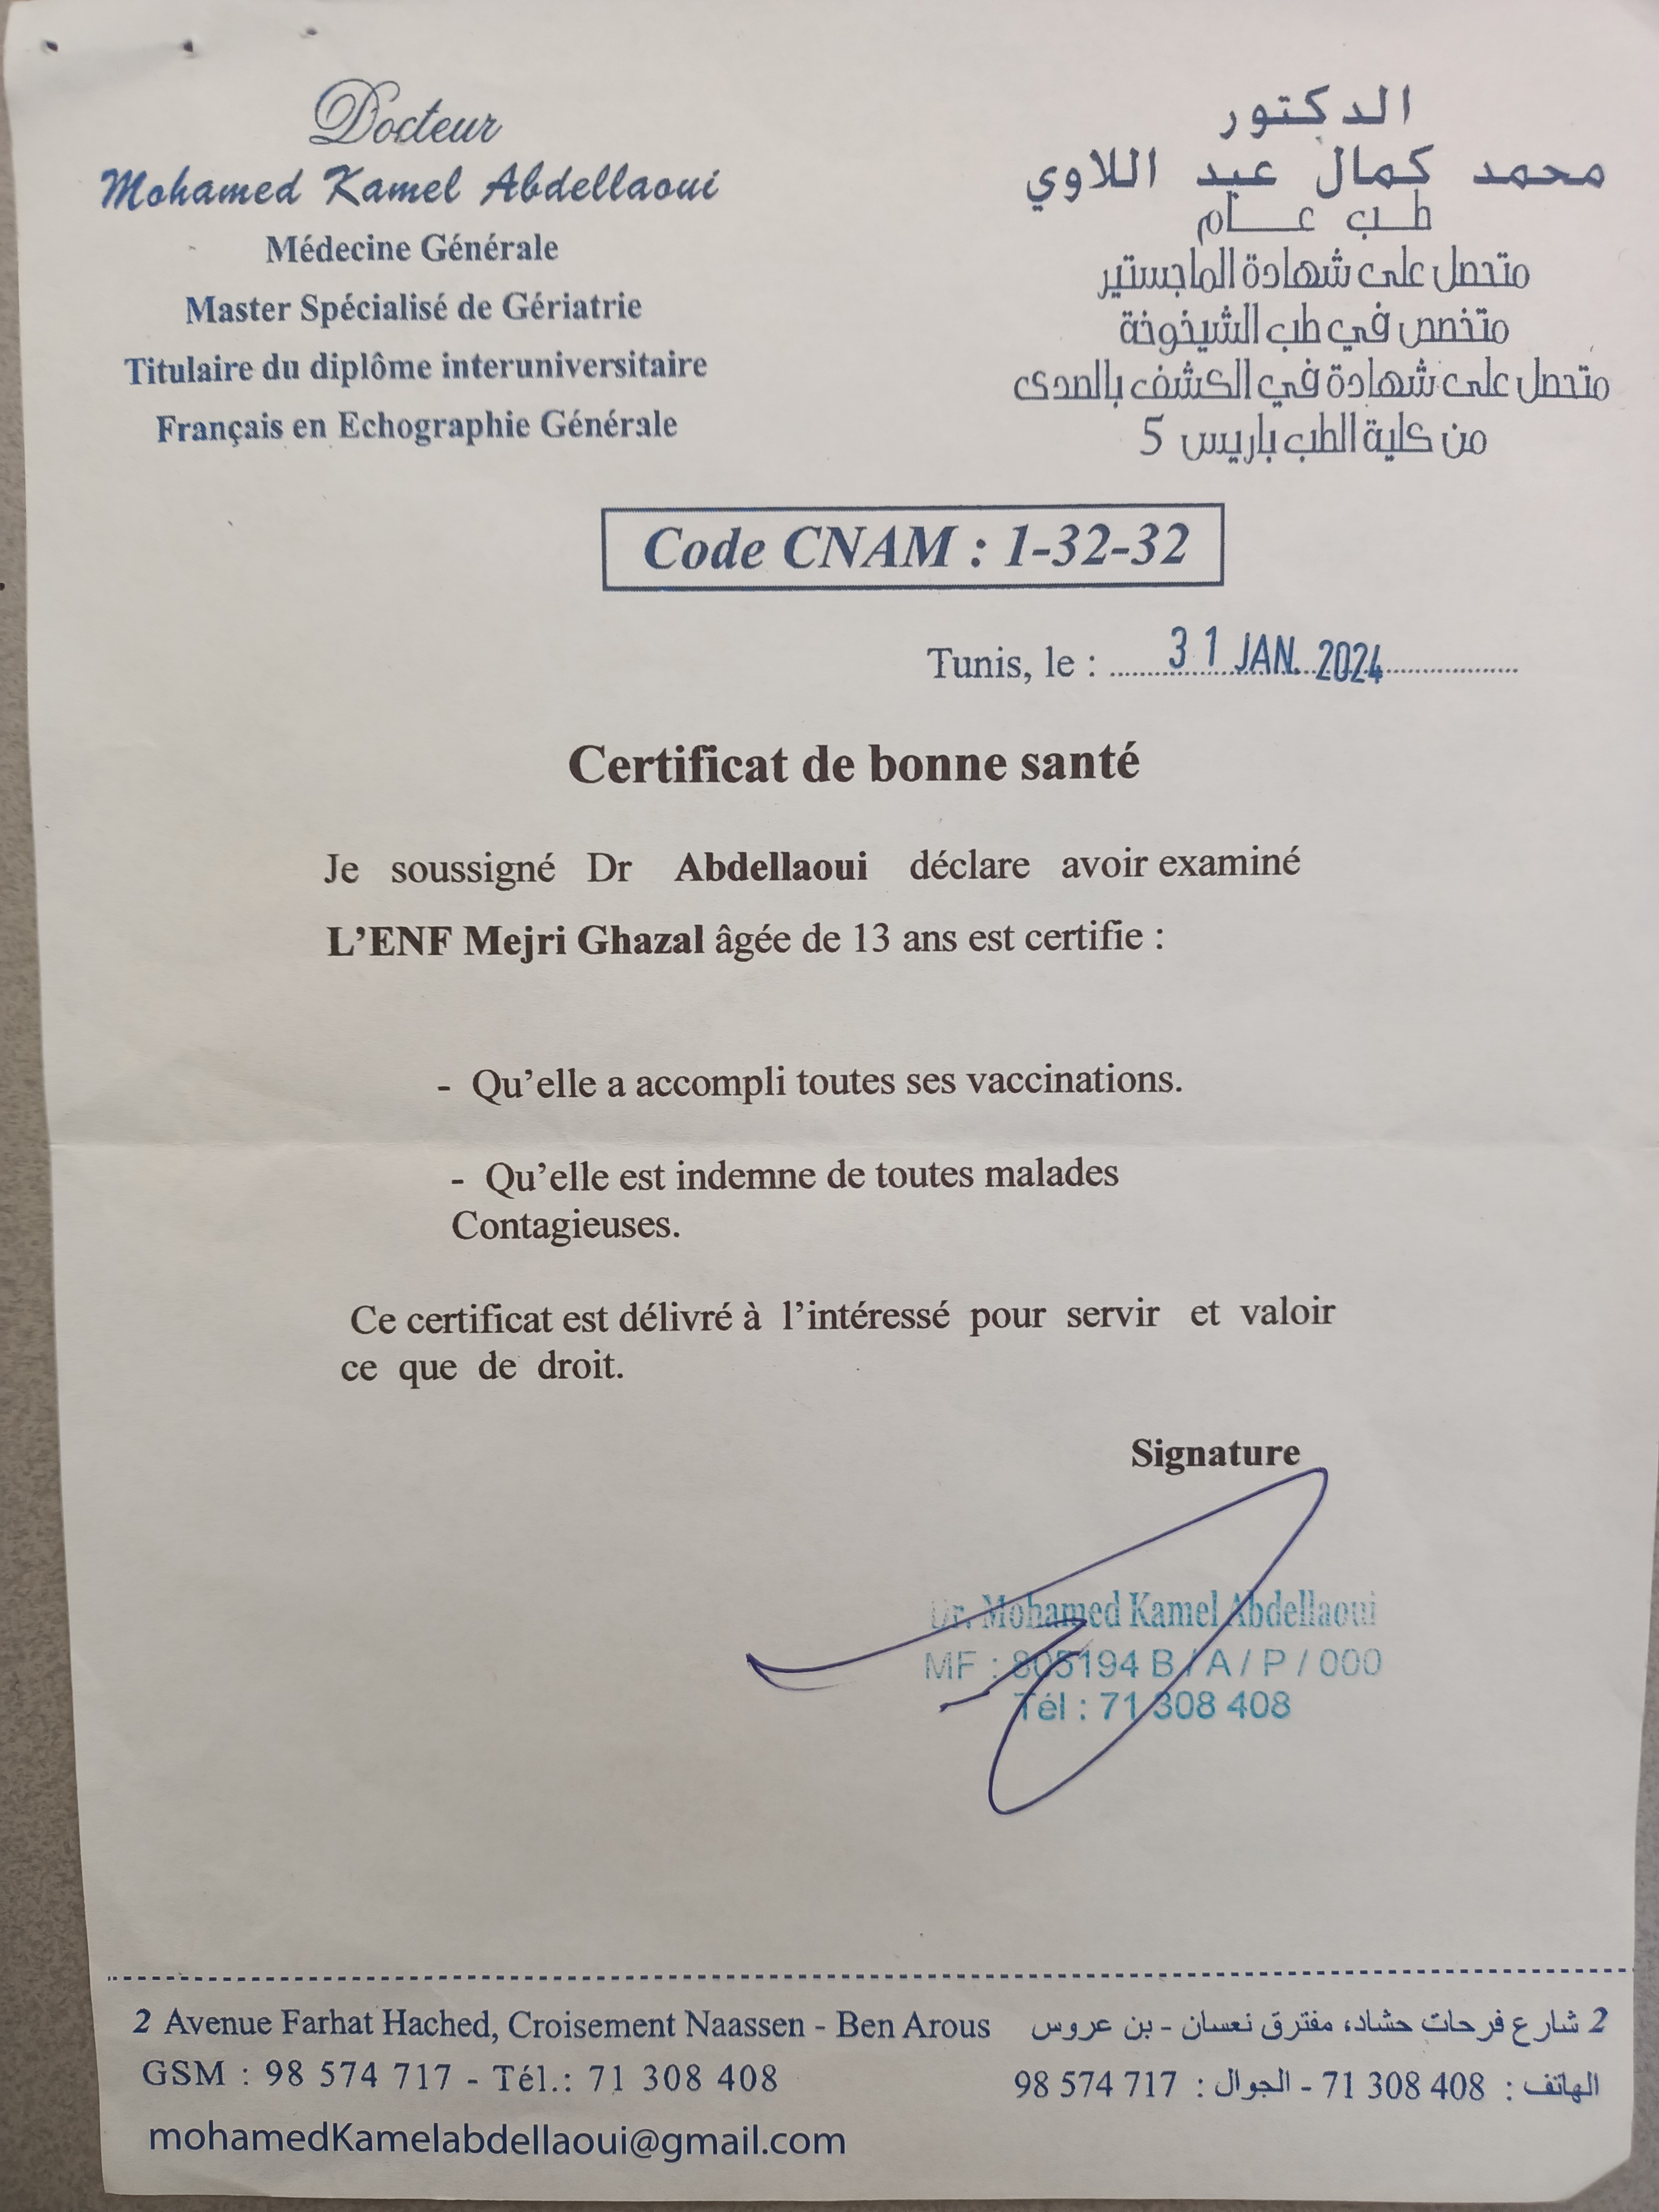 Docteur
Mohamed Kamel Abdellaoui
Médecine Générale
Master Spécialisé de Gériatrie
Titulaire du diplôme interuniversitaire
Français en Echographie Générale
الدكتور
محمد كمال عبد اللاوي
طب عام
متحصل على شهادة الماجستير
متخصص في طب الشيخوخة
متحصل على شهادة في الكشف بالصدى
من كلية الطب باريس 5
Code CNAM : 1-32-32
Tunis, le : 31 JAN. 2024
Certificat de bonne santé
Je soussigné Dr Abdellaoui déclare avoir examiné
L'ENF Mejri Ghazal âgée de 13 ans est certifie :
- Qu'elle a accompli toutes ses vaccinations.
- Qu'elle est indemne de toutes malades
Contagieuses.
Ce certificat est délivré à l'intéressé pour servir et valoir
ce que de droit.
Signature
Dr. Mohamed Kamel Abdellaoui
MF : 805194 B / A / P / 000
Tél : 71 308 408
2 Avenue Farhat Hached, Croisement Naassen - Ben Arous
GSM : 98 574 717 - Tél.: 71 308 408
mohamedKamelabdellaoui@gmail.com
2 شارع فرحات حشاد، مفترق نعسان - بن عروس
الهاتف : 71 308 408 - الجوال : 98 574 717